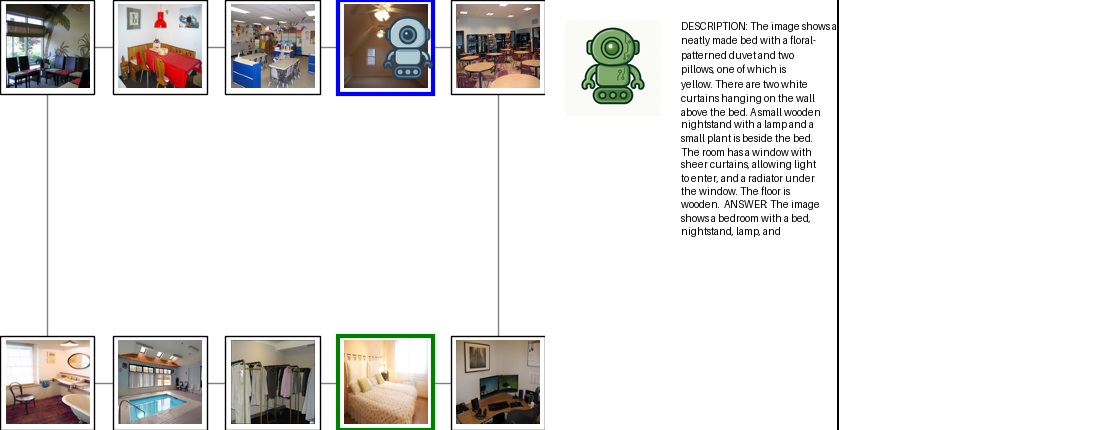 DESCRIPTION: The image shows a
neatly made bed with a floral-
patterned duvet and two
pillows, one of which is
yellow. There are two white
curtains hanging on the wall
above the bed. A small wooden
nightstand with a lamp and a
small plant is beside the bed.
The room has a window with
sheer curtains, allowing light
to enter, and a radiator under
the window. The floor is
wooden. ANSWER: The image
shows a bedroom with a bed,
nightstand, lamp, and